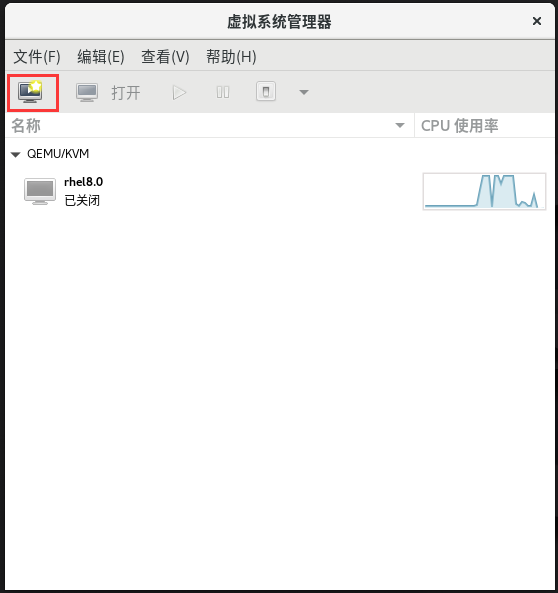 虚拟系统管理器
文件(F) 编辑(E) 查看(V) 帮助(H)
打开
名称 CPU 使用率
QEMU/KVM
rhel8.0
已关闭